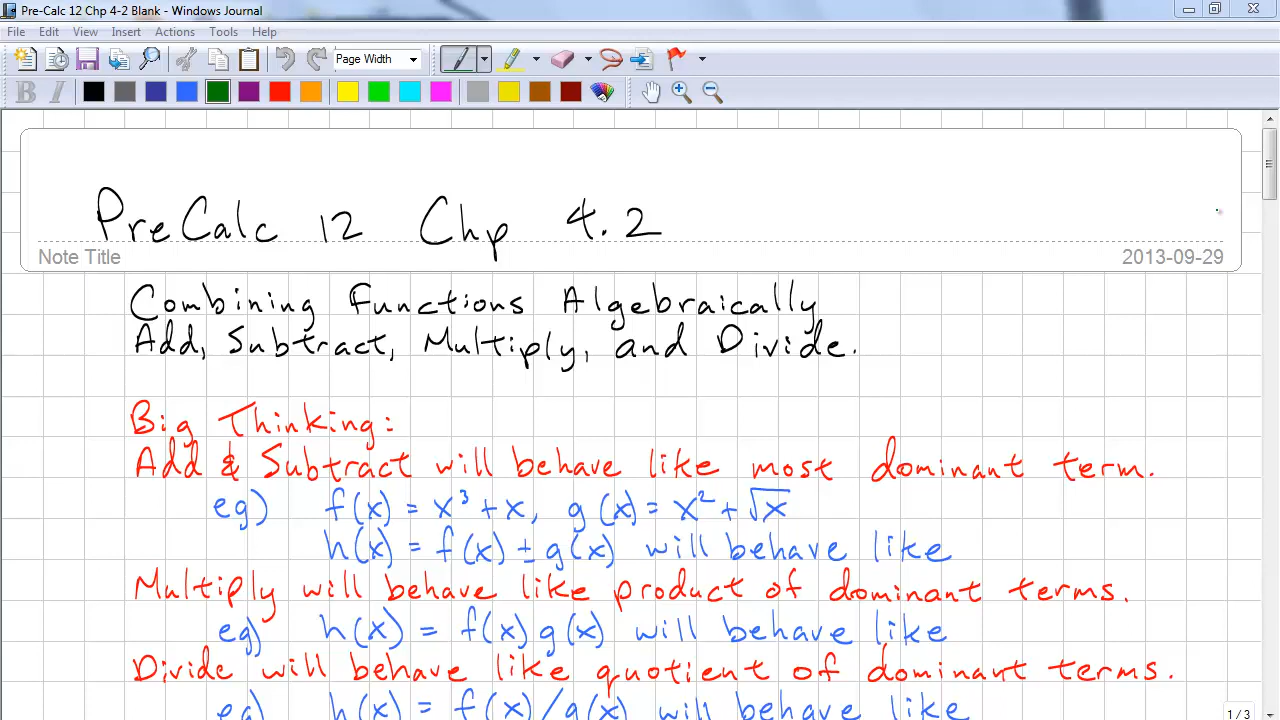 Pre-Calc 12 Chp 4-2 Blank - Windows Journal
File Edit View Insert Actions Tools Help
Page Width
B I
PreCalc 12 Chp 4.2
Note Title 2013-09-29
Combining Functions Algebraically
Add, Subtract, Multiply, and Divide.
Big Thinking:
Add & Subtract will behave like most dominant term.
eg) f(x) = x³ + x, g(x) = x² + √x
h(x) = f(x) ± g(x) will behave like
Multiply will behave like product of dominant terms.
eg) h(x) = f(x) g(x) will behave like
Divide will behave like quotient of dominant terms.
eg) h(x) = f(x)/g(x) will behave like
1/3